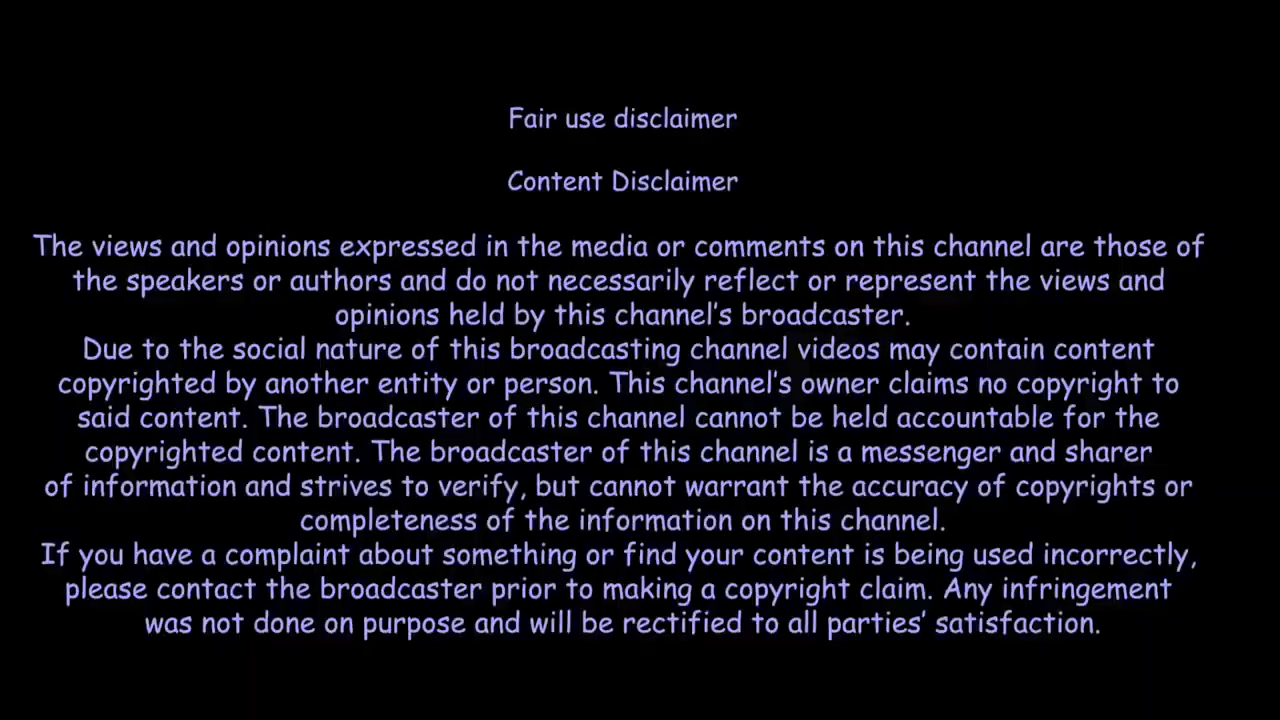 Fair use disclaimer
Content Disclaimer
The views and opinions expressed in the media or comments on this channel are those of
the speakers or authors and do not necessarily reflect or represent the views and
opinions held by this channel's broadcaster.
Due to the social nature of this broadcasting channel videos may contain content
copyrighted by another entity or person. This channel's owner claims no copyright to
said content. The broadcaster of this channel cannot be held accountable for the
copyrighted content. The broadcaster of this channel is a messenger and sharer
of information and strives to verify, but cannot warrant the accuracy of copyrights or
completeness of the information on this channel.
If you have a complaint about something or find your content is being used incorrectly,
please contact the broadcaster prior to making a copyright claim. Any infringement
was not done on purpose and will be rectified to all parties’ satisfaction.